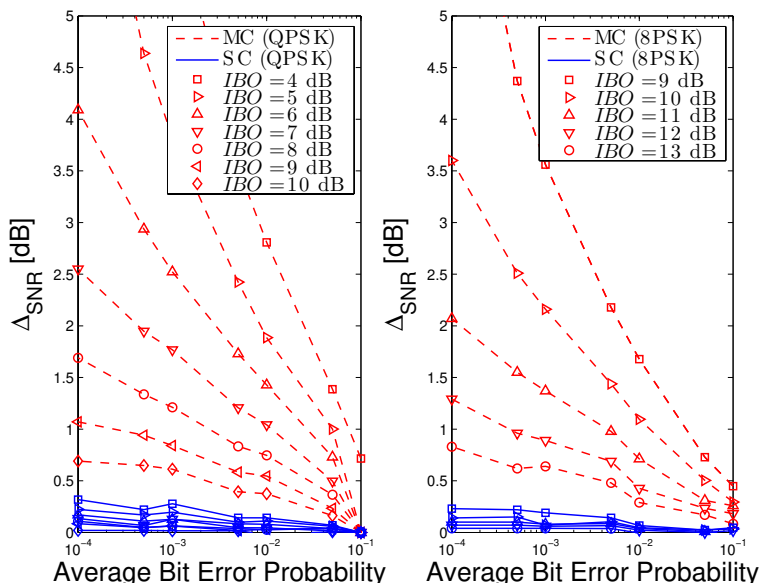 MC (QPSK)
SC (QPSK)
IBO =4 dB
IBO =5 dB
IBO =6 dB
IBO =7 dB
IBO =8 dB
IBO =9 dB
IBO =10 dB
5
4.5
4
3.5
3
2.5
2
1.5
1
0.5
0
Δ_SNR [dB]
10^−4
10^−3
10^−2
10^−1
Average Bit Error Probability
MC (8PSK)
SC (8PSK)
IBO =9 dB
IBO =10 dB
IBO =11 dB
IBO =12 dB
IBO =13 dB
5
4.5
4
3.5
3
2.5
2
1.5
1
0.5
0
Δ_SNR [dB]
10^−4
10^−3
10^−2
10^−1
Average Bit Error Probability